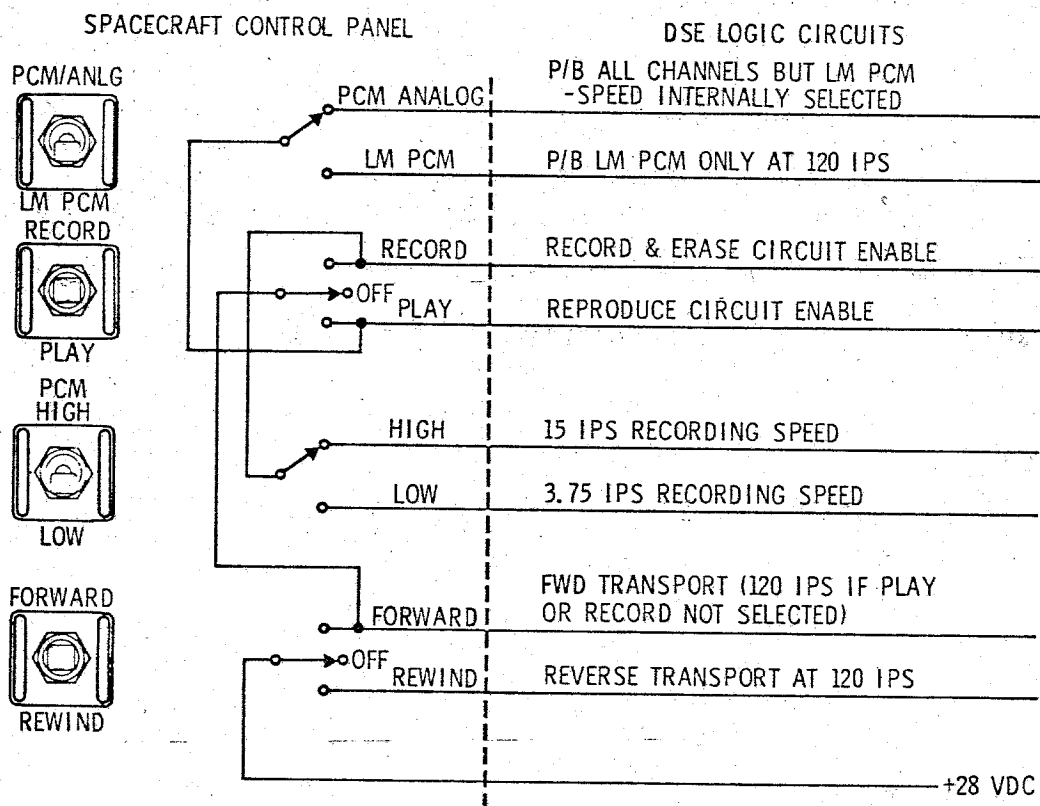 SPACECRAFT CONTROL PANEL
DSE LOGIC CIRCUITS
PCM/ANLG
LM PCM
RECORD
PLAY
PCM
HIGH
LOW
FORWARD
REWIND
PCM ANALOG
P/B ALL CHANNELS BUT LM PCM
-SPEED INTERNALLY SELECTED
LM PCM
P/B LM PCM ONLY AT 120 IPS
RECORD
RECORD & ERASE CIRCUIT ENABLE
OFF
PLAY
REPRODUCE CIRCUIT ENABLE
HIGH
15 IPS RECORDING SPEED
LOW
3.75 IPS RECORDING SPEED
FORWARD
FWD TRANSPORT (120 IPS IF PLAY
OR RECORD NOT SELECTED)
OFF
REWIND
REVERSE TRANSPORT AT 120 IPS
+28 VDC